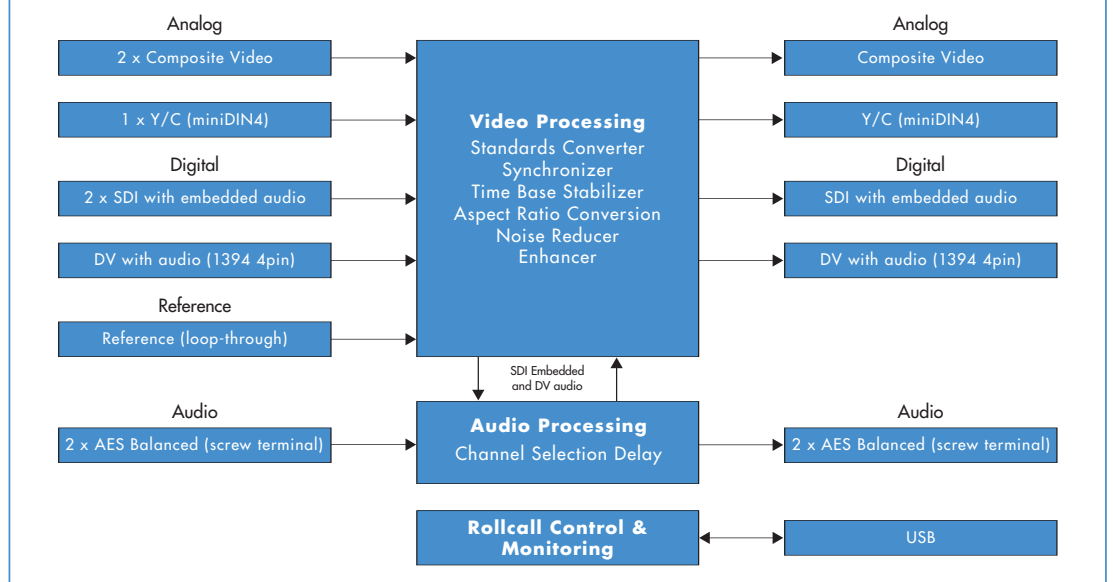 Analog
2 x Composite Video
1 x Y/C (miniDIN4)
Digital
2 x SDI with embedded audio
DV with audio (1394 4pin)
Reference
Reference (loop-through)
Audio
2 x AES Balanced (screw terminal)
Video Processing
Standards Converter
Synchronizer
Time Base Stabilizer
Aspect Ratio Conversion
Noise Reducer
Enhancer
SDI Embedded
and DV audio
Audio Processing
Channel Selection Delay
Rollcall Control &
Monitoring
Analog
Composite Video
Y/C (miniDIN4)
Digital
SDI with embedded audio
DV with audio (1394 4pin)
Audio
2 x AES Balanced (screw terminal)
USB